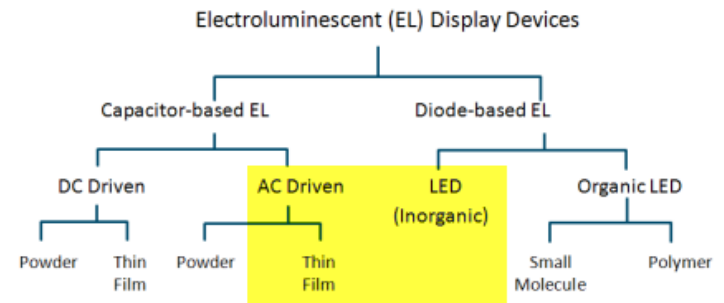 Electroluminescent (EL) Display Devices
Capacitor-based EL
Diode-based EL
DC Driven
AC Driven
LED
(Inorganic)
Organic LED
Powder
Thin
Film
Powder
Thin
Film
Small
Molecule
Polymer